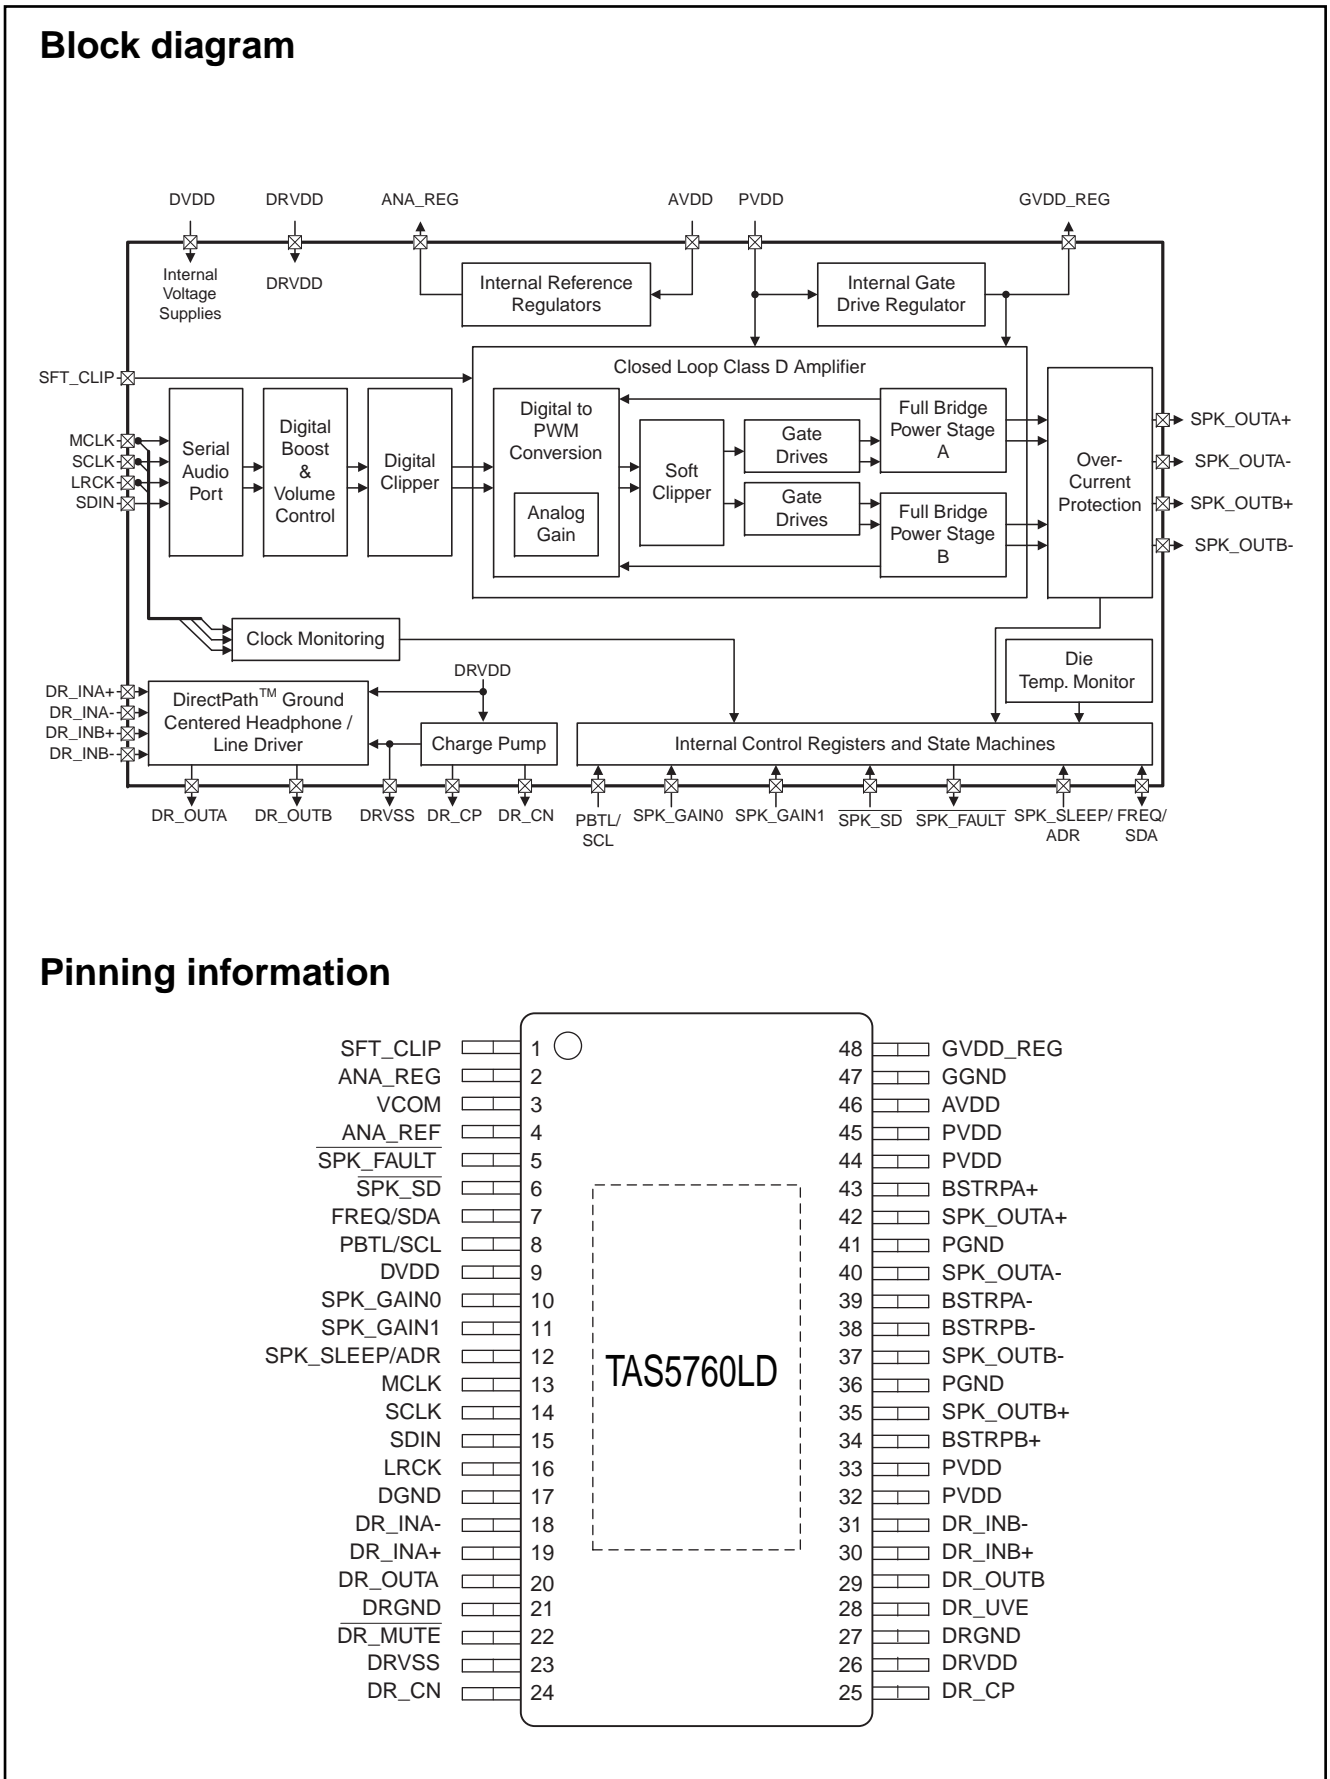 Block diagram
DVDD
DRVDD
ANA_REG
AVDD
PVDD
GVDD_REG
Internal
Voltage
Supplies
DRVDD
Internal Reference
Regulators
Internal Gate
Drive Regulator
SFT_CLIP
Closed Loop Class D Amplifier
MCLK
SCLK
LRCK
SDIN
Serial
Audio
Port
Digital
Boost
&
Volume
Control
Digital
Clipper
Digital to
PWM
Conversion
Analog
Gain
Soft
Clipper
Gate
Drives
Gate
Drives
Full Bridge
Power Stage
A
Full Bridge
Power Stage
B
Over-
Current
Protection
SPK_OUTA+
SPK_OUTA-
SPK_OUTB+
SPK_OUTB-
Clock Monitoring
Die
Temp. Monitor
DRVDD
DR_INA+
DR_INA-
DR_INB+
DR_INB-
DirectPath™ Ground
Centered Headphone /
Line Driver
Charge Pump
Internal Control Registers and State Machines
DR_OUTA
DR_OUTB
DRVSS
DR_CP
DR_CN
PBTL/
SCL
SPK_GAIN0
SPK_GAIN1
SPK_SD
SPK_FAULT
SPK_SLEEP/
ADR
FREQ/
SDA
Pinning information
SFT_CLIP 1 48 GVDD_REG
ANA_REG 2 47 GGND
VCOM 3 46 AVDD
ANA_REF 4 45 PVDD
SPK_FAULT 5 44 PVDD
SPK_SD 6 43 BSTRPA+
FREQ/SDA 7 42 SPK_OUTA+
PBTL/SCL 8 41 PGND
DVDD 9 40 SPK_OUTA-
SPK_GAIN0 10 39 BSTRPA-
SPK_GAIN1 11 38 BSTRPB-
SPK_SLEEP/ADR 12 37 SPK_OUTB-
TAS5760LD
MCLK 13 36 PGND
SCLK 14 35 SPK_OUTB+
SDIN 15 34 BSTRPB+
LRCK 16 33 PVDD
DGND 17 32 PVDD
DR_INA- 18 31 DR_INB-
DR_INA+ 19 30 DR_INB+
DR_OUTA 20 29 DR_OUTB
DRGND 21 28 DR_UVE
DR_MUTE 22 27 DRGND
DRVSS 23 26 DRVDD
DR_CN 24 25 DR_CP